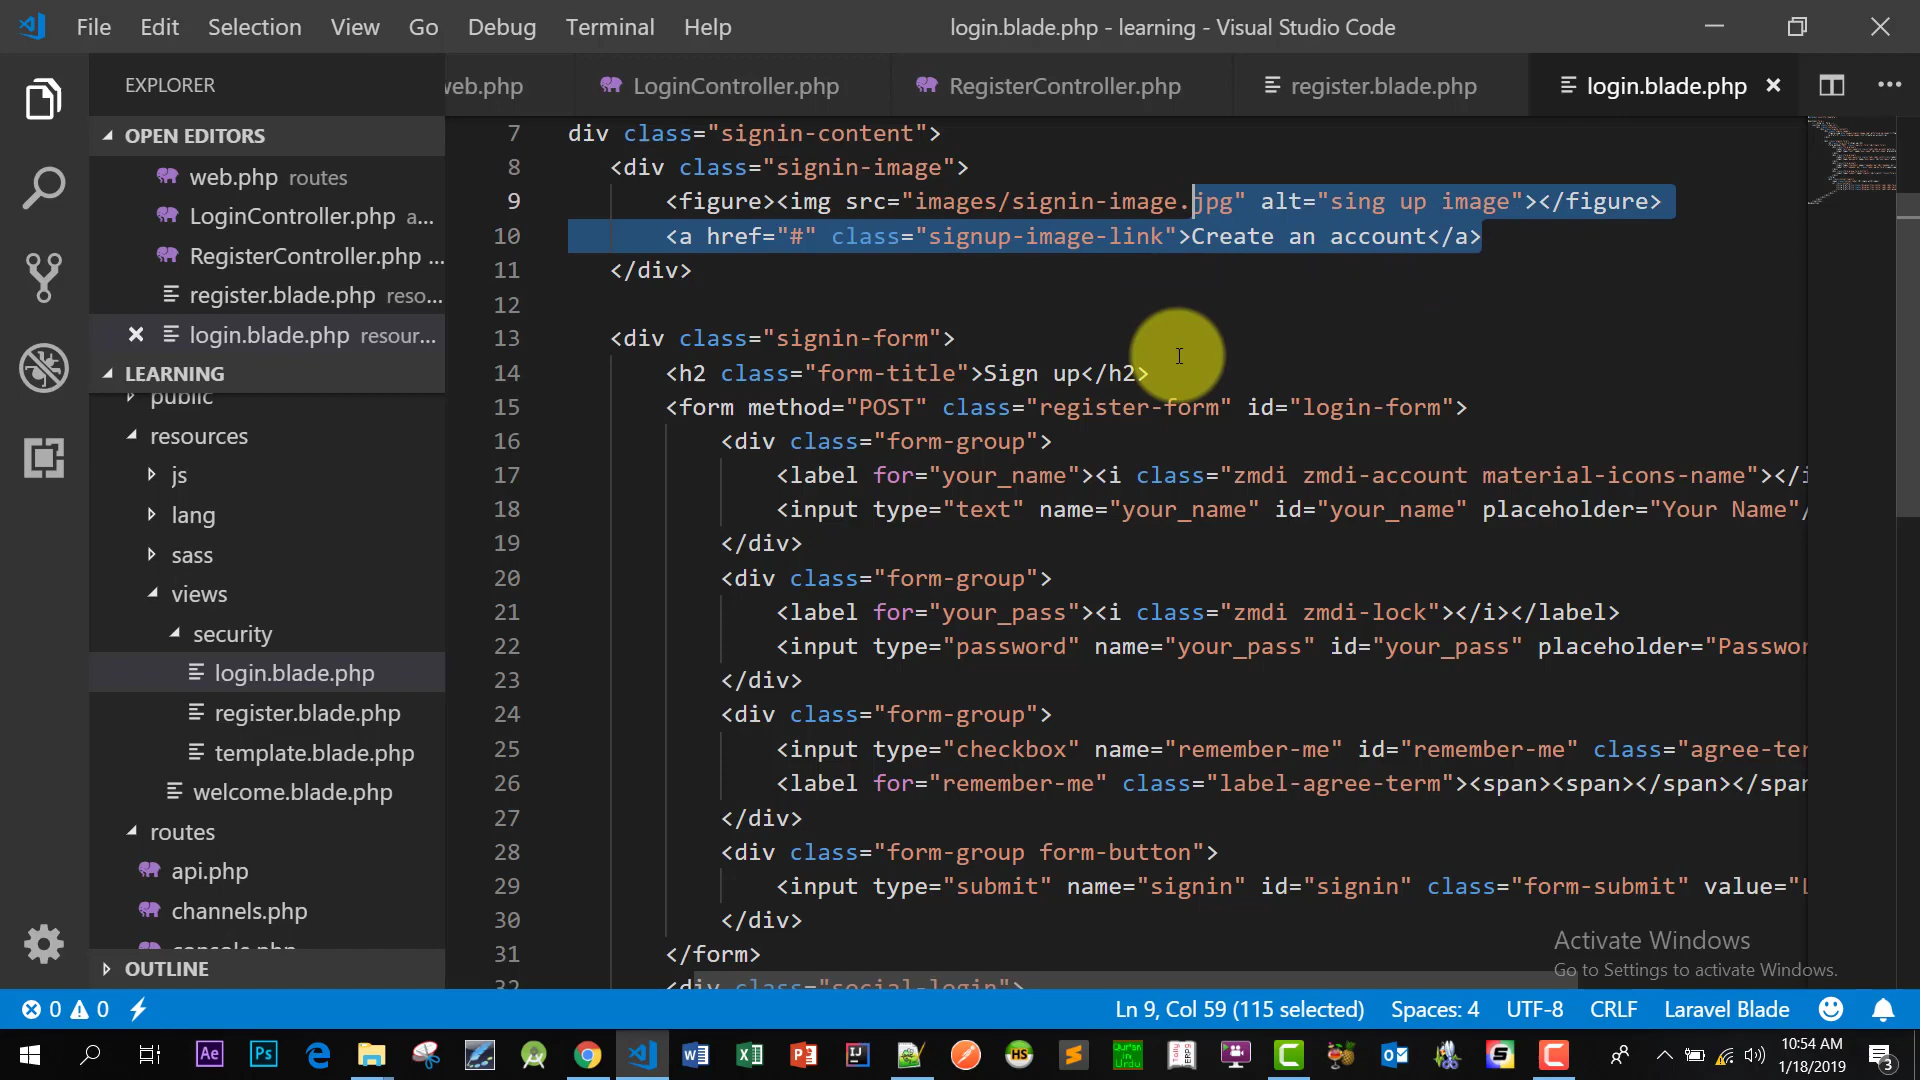 File Edit Selection View Go Debug Terminal Help
login.blade.php - learning - Visual Studio Code
EXPLORER
web.php
LoginController.php
RegisterController.php
register.blade.php
login.blade.php
OPEN EDITORS
web.php routes
LoginController.php a...
RegisterController.php ...
register.blade.php reso...
login.blade.php resour...
LEARNING
public
resources
js
lang
sass
views
security
login.blade.php
register.blade.php
template.blade.php
welcome.blade.php
routes
api.php
channels.php
console.php
OUTLINE
7 div class="signin-content">
8 <div class="signin-image">
9 <figure><img src="images/signin-image.jpg" alt="sing up image"></figure>
10 <a href="#" class="signup-image-link">Create an account</a>
11 </div>
12
13 <div class="signin-form">
14 <h2 class="form-title">Sign up</h2>
15 <form method="POST" class="register-form" id="login-form">
16 <div class="form-group">
17 <label for="your_name"><i class="zmdi zmdi-account material-icons-name"></i
18 <input type="text" name="your_name" id="your_name" placeholder="Your Name"/
19 </div>
20 <div class="form-group">
21 <label for="your_pass"><i class="zmdi zmdi-lock"></i></label>
22 <input type="password" name="your_pass" id="your_pass" placeholder="Passwor
23 </div>
24 <div class="form-group">
25 <input type="checkbox" name="remember-me" id="remember-me" class="agree-ter
26 <label for="remember-me" class="label-agree-term"><span><span></span></span
27 </div>
28 <div class="form-group form-button">
29 <input type="submit" name="signin" id="signin" class="form-submit" value="L
30 </div>
31 </form>
32 <div class="social-login">
Activate Windows
Go to Settings to activate Windows.
0 0
Ln 9, Col 59 (115 selected) Spaces: 4 UTF-8 CRLF Laravel Blade
Ae Ps HS
10:54 AM
1/18/2019
3